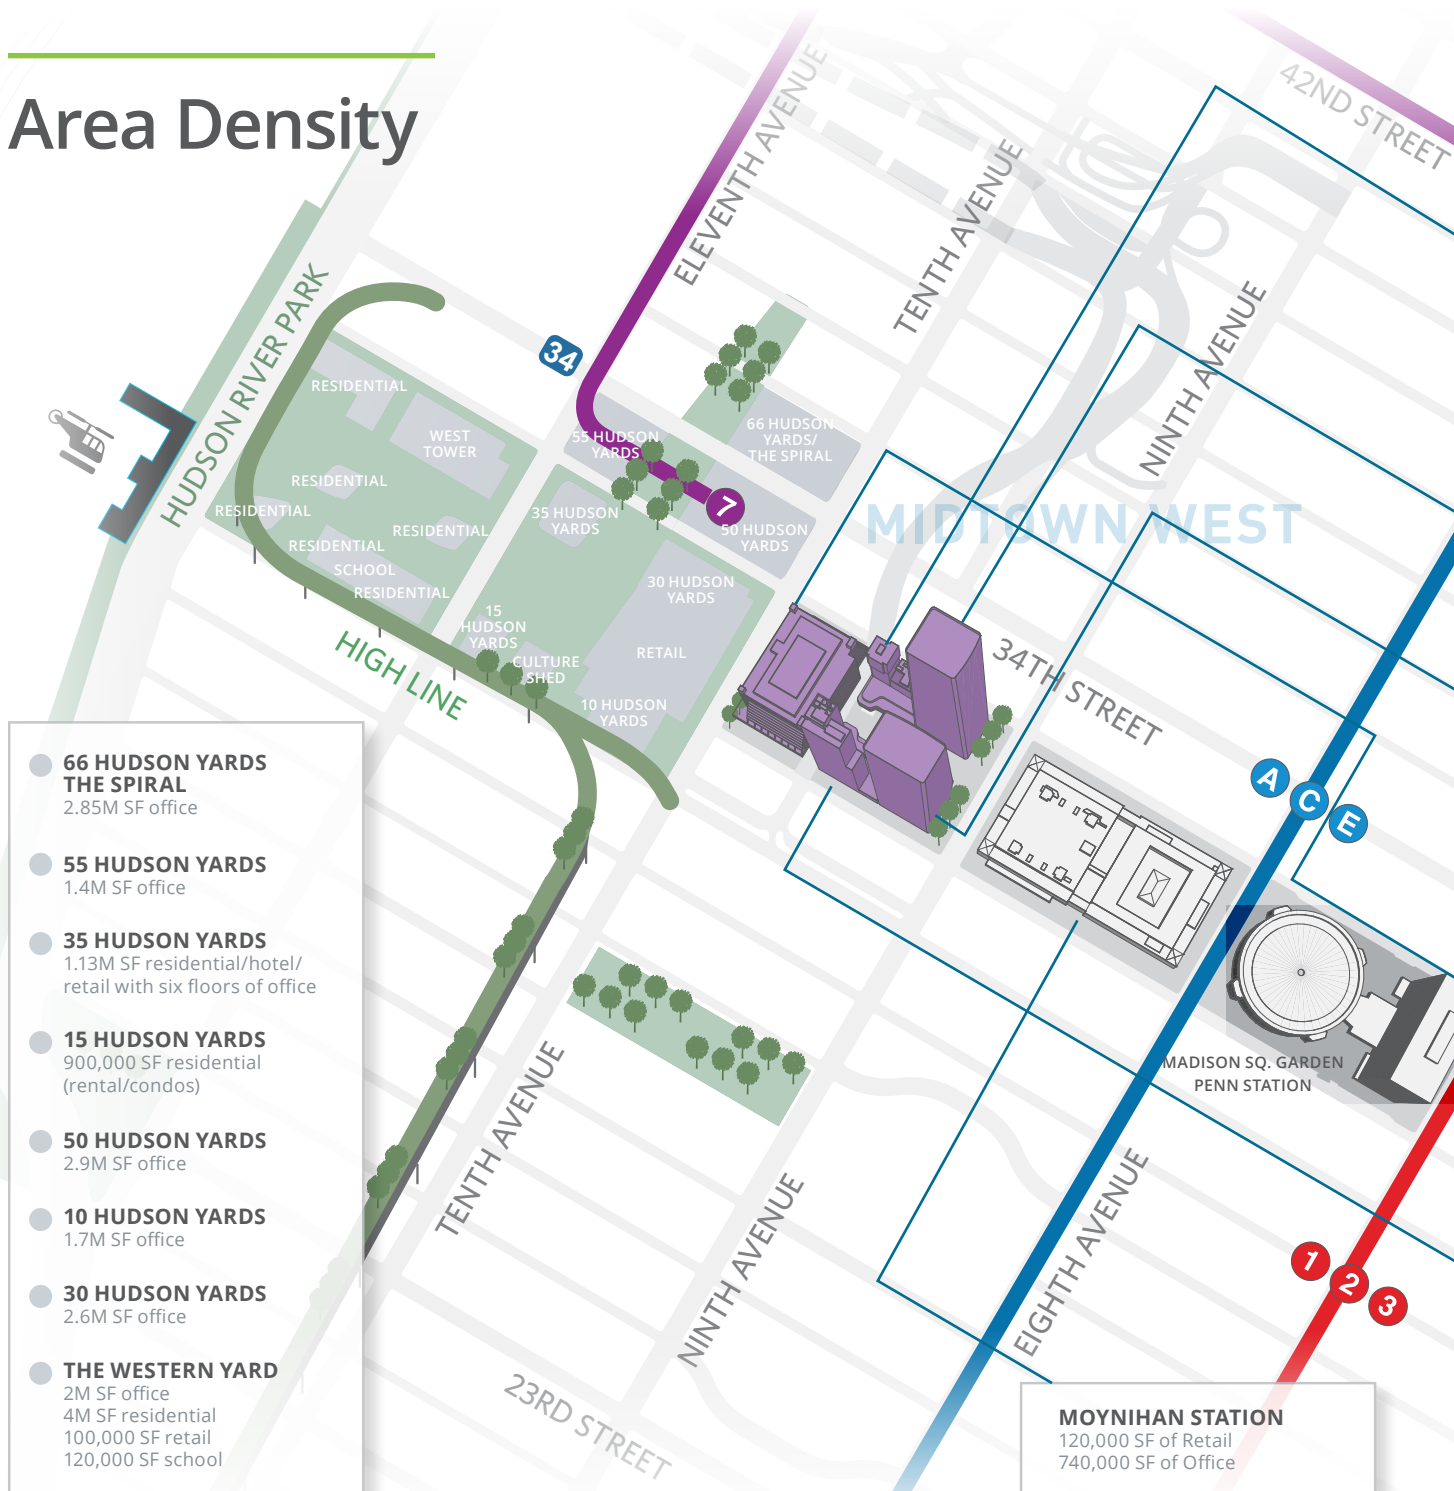 Area Density
42ND STREET
ELEVENTH AVENUE
TENTH AVENUE
NINTH AVENUE
HUDSON RIVER PARK
34
RESIDENTIAL
WEST
TOWER
55 HUDSON
YARDS
66 HUDSON
YARDS/
THE SPIRAL
RESIDENTIAL
RESIDENTIAL
RESIDENTIAL
35 HUDSON
YARDS
7
50 HUDSON
YARDS
MIDTOWN WEST
RESIDENTIAL
SCHOOL
RESIDENTIAL
30 HUDSON
YARDS
15
HUDSON
YARDS
CULTURE
SHED
RETAIL
10 HUDSON
YARDS
HIGH LINE
34TH STREET
A
C
E
66 HUDSON YARDS
THE SPIRAL
2.85M SF office
55 HUDSON YARDS
1.4M SF office
35 HUDSON YARDS
1.13M SF residential/hotel/
retail with six floors of office
15 HUDSON YARDS
900,000 SF residential
(rental/condos)
50 HUDSON YARDS
2.9M SF office
10 HUDSON YARDS
1.7M SF office
30 HUDSON YARDS
2.6M SF office
THE WESTERN YARD
2M SF office
4M SF residential
100,000 SF retail
120,000 SF school
MADISON SQ. GARDEN
PENN STATION
TENTH AVENUE
NINTH AVENUE
EIGHTH AVENUE
1
2
3
23RD STREET
MOYNIHAN STATION
120,000 SF of Retail
740,000 SF of Office